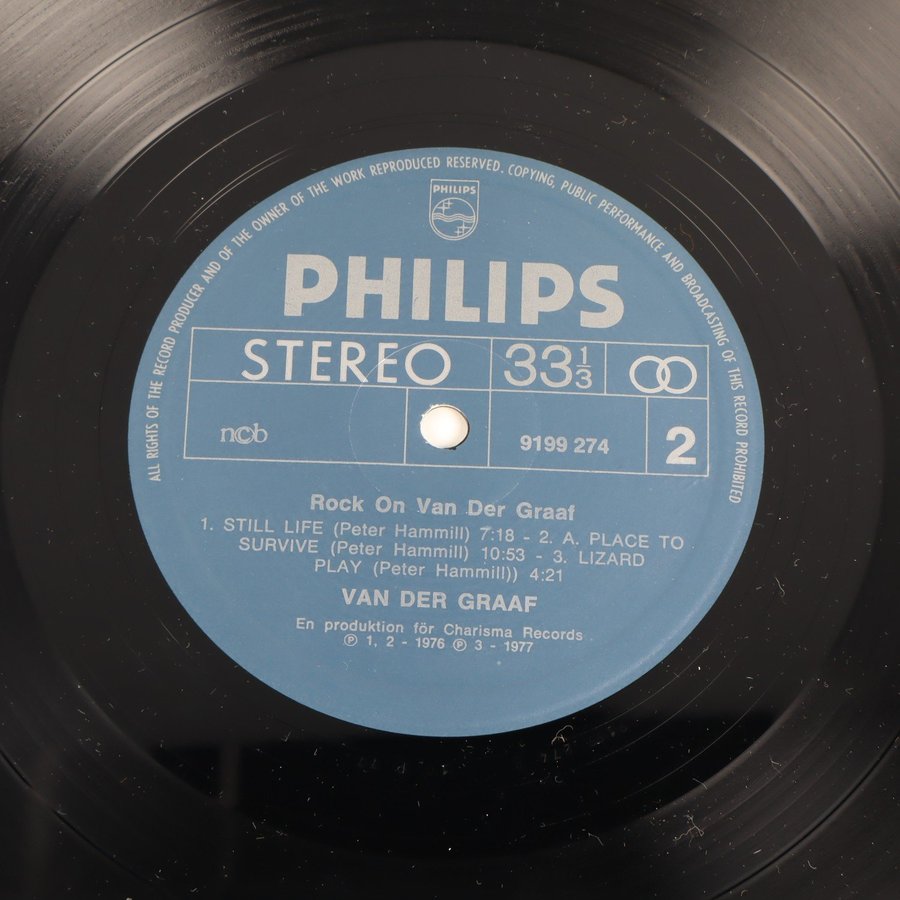 ALL RIGHTS OF THE RECORD PRODUCER AND OF THE OWNER OF THE WORK REPRODUCED RESERVED. COPYING, PUBLIC PERFORMANCE AND BROADCASTING OF THIS RECORD PROHIBITED
PHILIPS
PHILIPS
STEREO 33 1/3
ncb 9199 274 2
Rock On Van Der Graaf
1. STILL LIFE (Peter Hammill) 7:18 - 2. A. PLACE TO
SURVIVE (Peter Hammill) 10:53 - 3. LIZARD
PLAY (Peter Hammill)) 4:21
VAN DER GRAAF
En produktion för Charisma Records
℗ 1, 2 - 1976 ℗ 3 - 1977